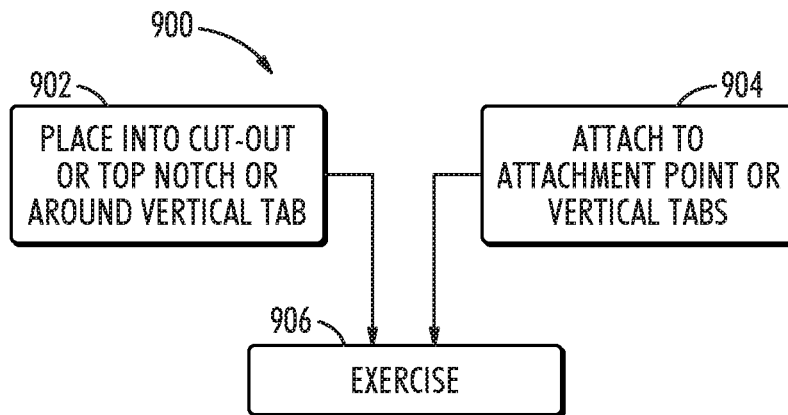 900
902
PLACE INTO CUT-OUT
OR TOP NOTCH OR
AROUND VERTICAL TAB
904
ATTACH TO
ATTACHMENT POINT OR
VERTICAL TABS
906
EXERCISE